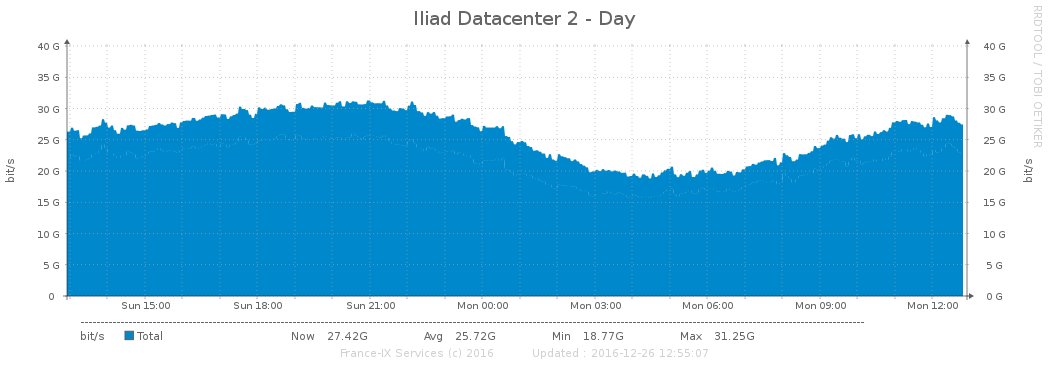 Iliad Datacenter 2 - Day
RRDTOOL / TOBI OETIKER
bit/s
40 G
35 G
30 G
25 G
20 G
15 G
10 G
5 G
0
40 G
35 G
30 G
25 G
20 G
15 G
10 G
5 G
0 G
bit/s
Sun 15:00 Sun 18:00 Sun 21:00 Mon 00:00 Mon 03:00 Mon 06:00 Mon 09:00 Mon 12:00
bit/s Total Now 27.42G Avg 25.72G Min 18.77G Max 31.25G
France-IX Services (c) 2016 Updated : 2016-12-26 12:55:07